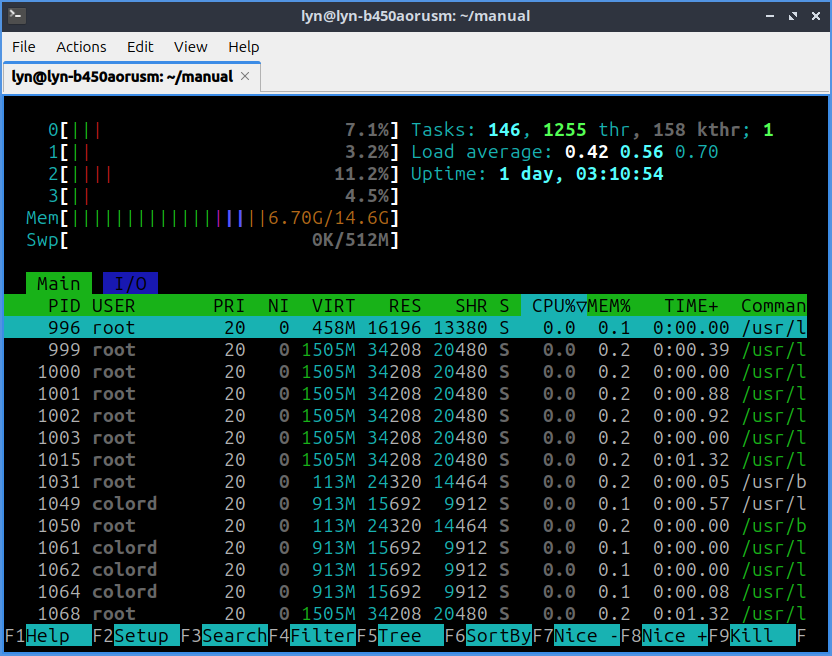 lyn@lyn-b450aorusm: ~/manual
File Actions Edit View Help
lyn@lyn-b450aorusm: ~/manual ×
0[||| 7.1%] Tasks: 146, 1255 thr, 158 kthr; 1
1[|| 3.2%] Load average: 0.42 0.56 0.70
2[|||| 11.2%] Uptime: 1 day, 03:10:54
3[|| 4.5%]
Mem[||||||||||||||||||6.70G/14.6G]
Swp[ 0K/512M]
Main I/O
PID USER PRI NI VIRT RES SHR S CPU%▽MEM% TIME+ Comman
996 root 20 0 458M 16196 13380 S 0.0 0.1 0:00.00 /usr/l
999 root 20 0 1505M 34208 20480 S 0.0 0.2 0:00.39 /usr/l
1000 root 20 0 1505M 34208 20480 S 0.0 0.2 0:00.00 /usr/l
1001 root 20 0 1505M 34208 20480 S 0.0 0.2 0:00.88 /usr/l
1002 root 20 0 1505M 34208 20480 S 0.0 0.2 0:00.92 /usr/l
1003 root 20 0 1505M 34208 20480 S 0.0 0.2 0:00.00 /usr/l
1015 root 20 0 1505M 34208 20480 S 0.0 0.2 0:01.32 /usr/l
1031 root 20 0 113M 24320 14464 S 0.0 0.2 0:00.05 /usr/b
1049 colord 20 0 913M 15692 9912 S 0.0 0.1 0:00.57 /usr/l
1050 root 20 0 113M 24320 14464 S 0.0 0.2 0:00.00 /usr/b
1061 colord 20 0 913M 15692 9912 S 0.0 0.1 0:00.00 /usr/l
1062 colord 20 0 913M 15692 9912 S 0.0 0.1 0:00.00 /usr/l
1064 colord 20 0 913M 15692 9912 S 0.0 0.1 0:00.08 /usr/l
1068 root 20 0 1505M 34208 20480 S 0.0 0.2 0:01.32 /usr/l
F1Help F2Setup F3SearchF4FilterF5Tree F6SortByF7Nice -F8Nice +F9Kill F